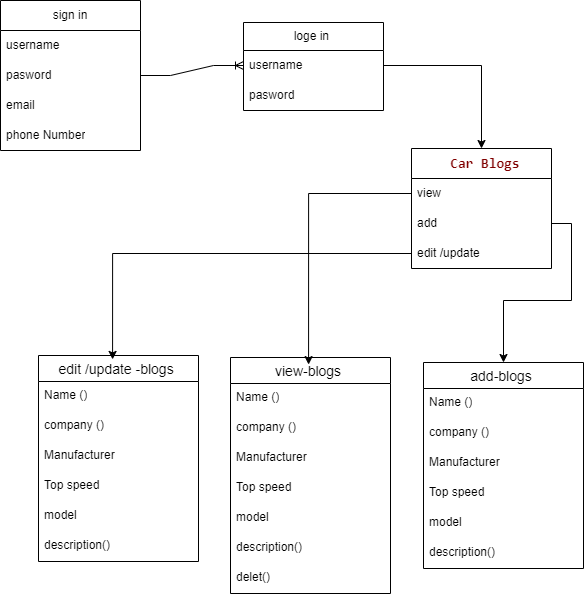 sign in
username
pasword
email
phone Number
loge in
username
pasword
Car Blogs
view
add
edit /update
edit /update -blogs
Name ()
company ()
Manufacturer
Top speed
model
description()
view-blogs
Name ()
company ()
Manufacturer
Top speed
model
description()
delet()
add-blogs
Name ()
company ()
Manufacturer
Top speed
model
description()